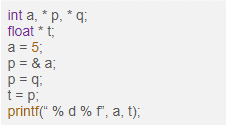 int a, * p, * q;
float * t;
a = 5;
p = & a;
p = q;
t = p;
printf(“ % d % f”, a, t);